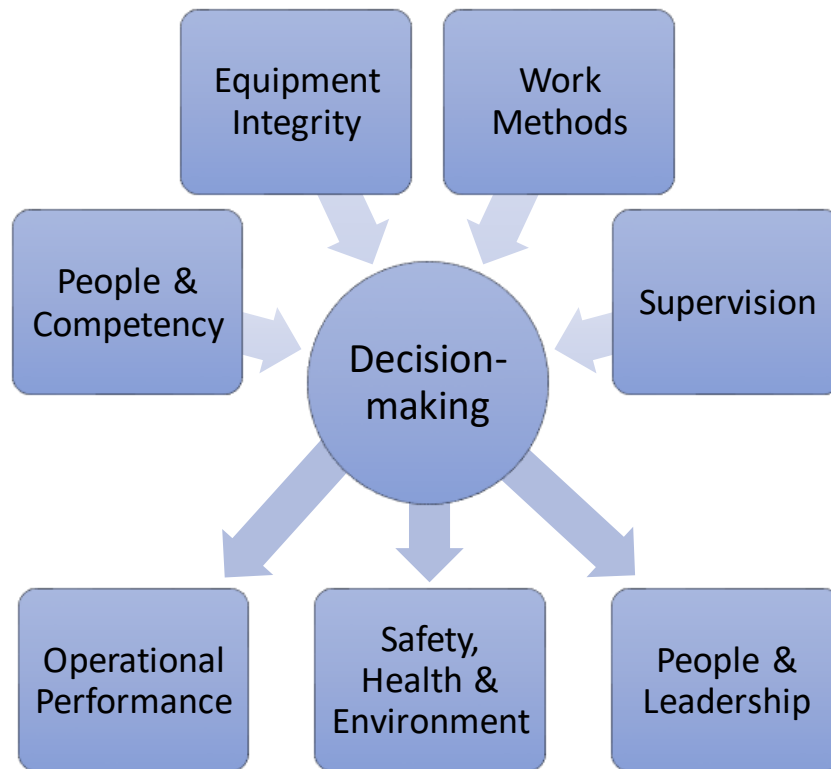 Equipment
Integrity
Work
Methods
People &
Competency
Supervision
Decision-
making
Operational
Performance
Safety,
Health &
Environment
People &
Leadership